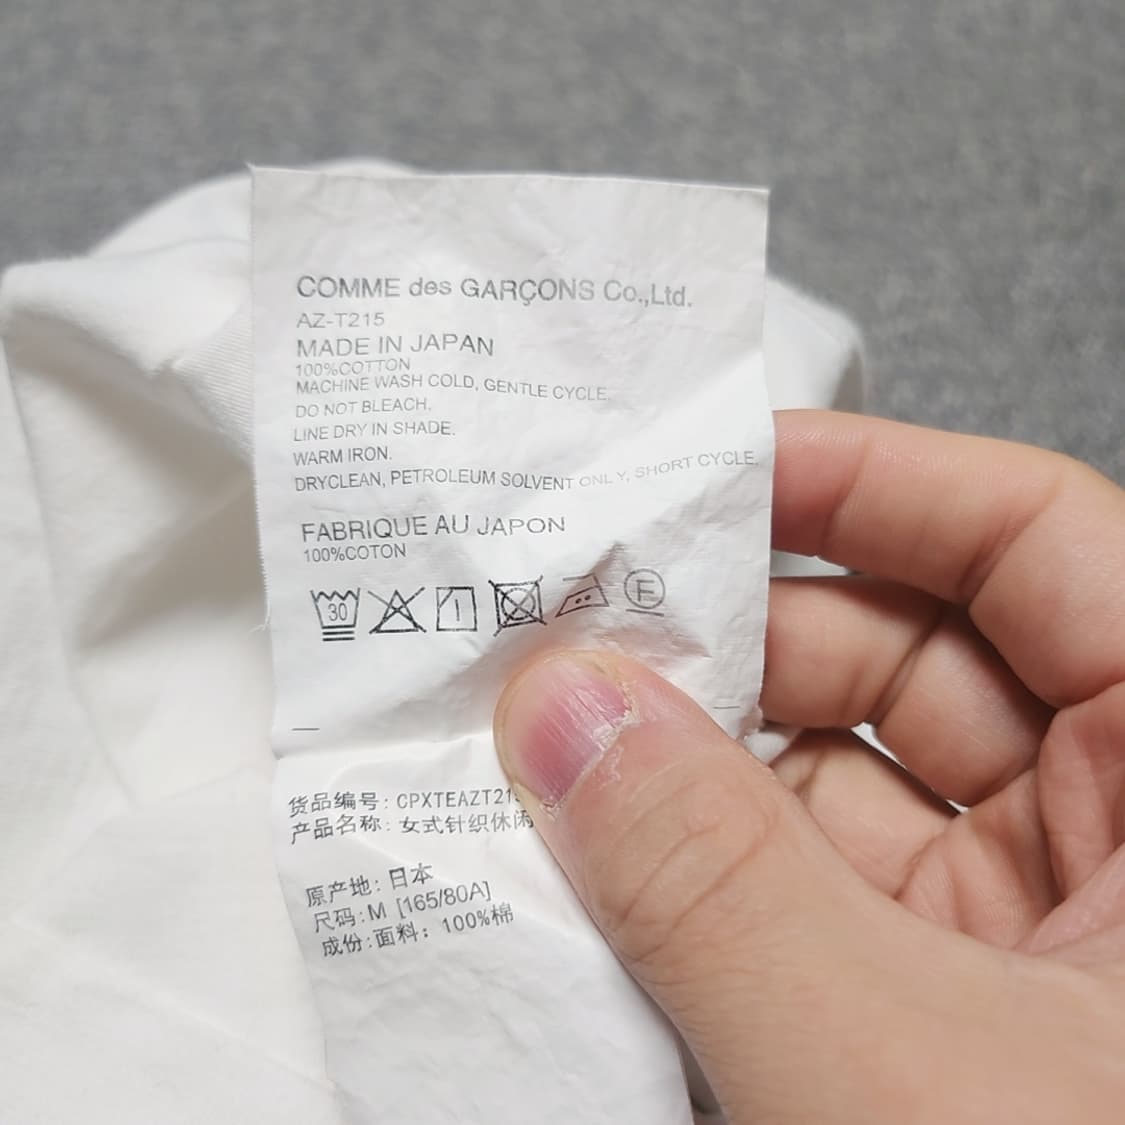 COMME des GARÇONS Co.,Ltd.
AZ-T215
MADE IN JAPAN
100%COTTON
MACHINE WASH COLD, GENTLE CYCLE.
DO NOT BLEACH.
LINE DRY IN SHADE.
WARM IRON.
DRYCLEAN, PETROLEUM SOLVENT ONLY, SHORT CYCLE.
FABRIQUE AU JAPON
100%COTON
30
F
货品编号:
产品名称: 女式针织休闲
原产地: 日本
尺码:M [165/80A]
成份:面料: 100%棉